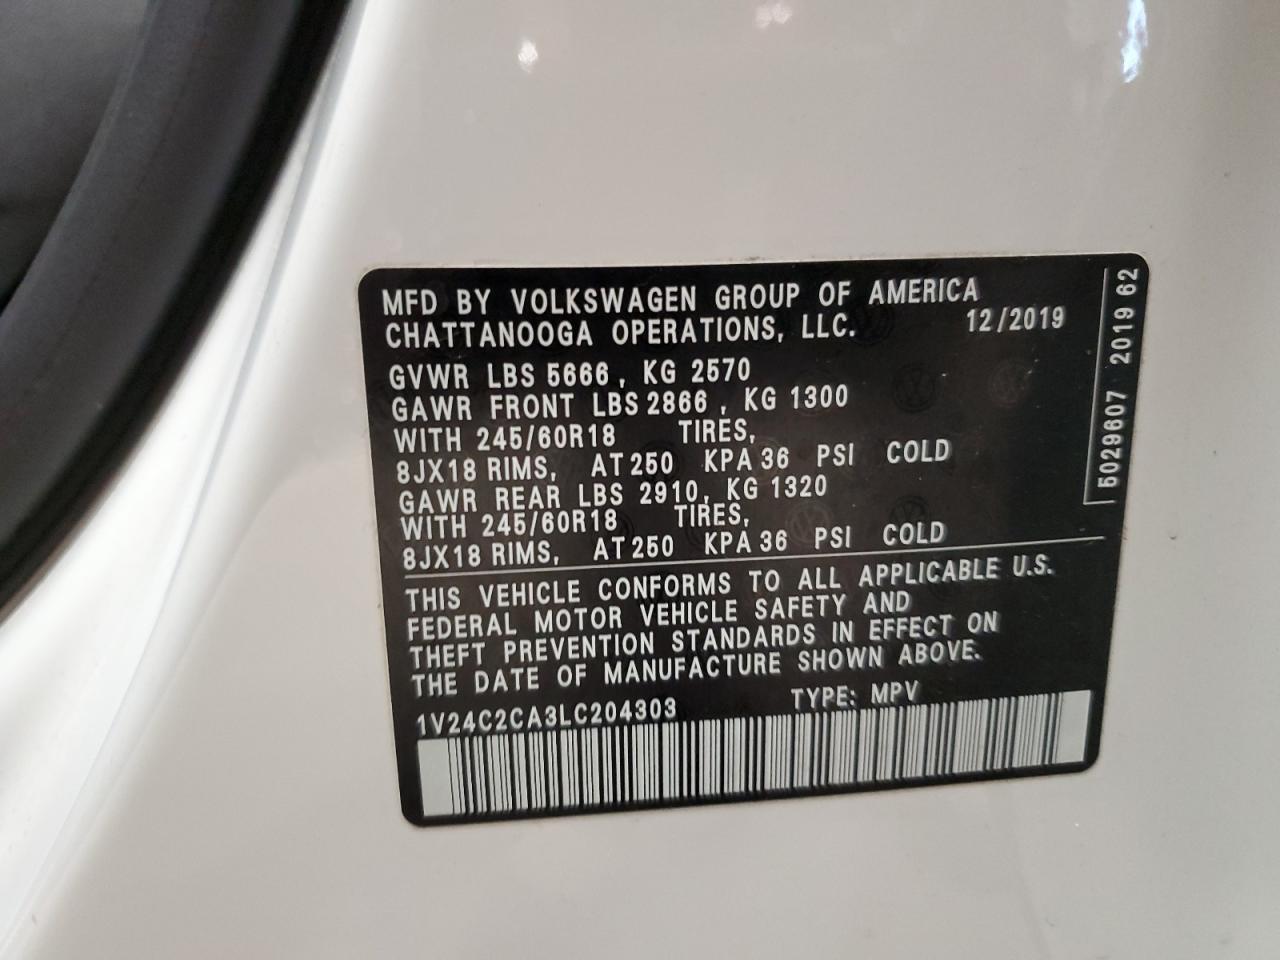 MFD BY VOLKSWAGEN GROUP OF AMERICA
CHATTANOOGA OPERATIONS, LLC. 12/2019
GVWR LBS 5666, KG 2570
GAWR FRONT LBS 2866, KG 1300
WITH 245/60R18 TIRES,
8JX18 RIMS, AT 250 KPA 36 PSI COLD
GAWR REAR LBS 2910, KG 1320
WITH 245/60R18 TIRES,
8JX18 RIMS, AT 250 KPA 36 PSI COLD
THIS VEHICLE CONFORMS TO ALL APPLICABLE U.S.
FEDERAL MOTOR VEHICLE SAFETY AND
THEFT PREVENTION STANDARDS IN EFFECT ON
THE DATE OF MANUFACTURE SHOWN ABOVE.
1V24C2CA3LC204303 TYPE: MPV
5029607 2019 62